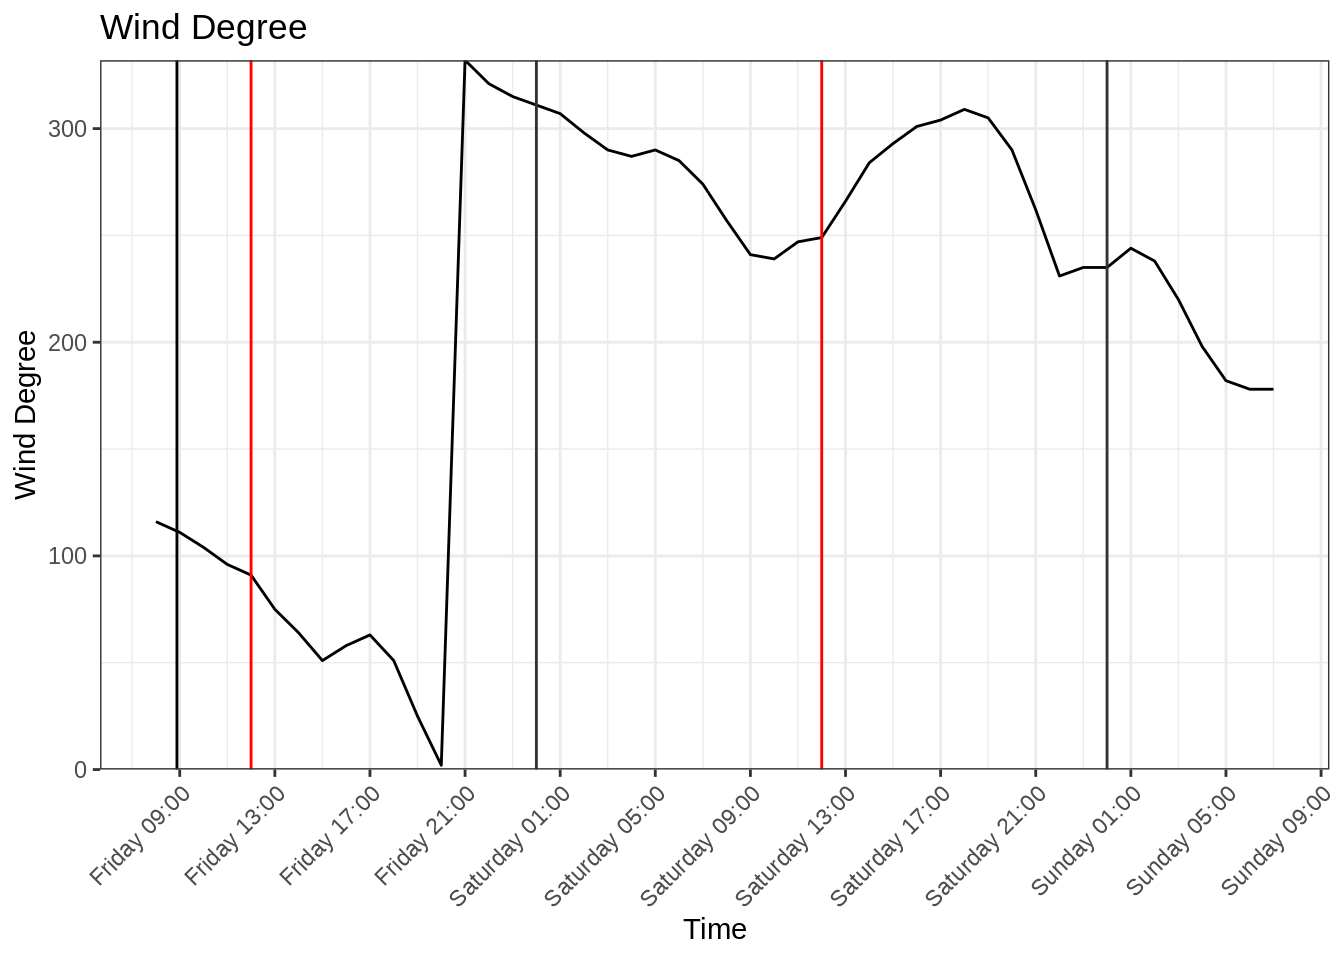 Wind Degree
Wind Degree
300
200
100
0
Friday 09:00
Friday 13:00
Friday 17:00
Friday 21:00
Saturday 01:00
Saturday 05:00
Saturday 09:00
Saturday 13:00
Saturday 17:00
Saturday 21:00
Sunday 01:00
Sunday 05:00
Sunday 09:00
Time